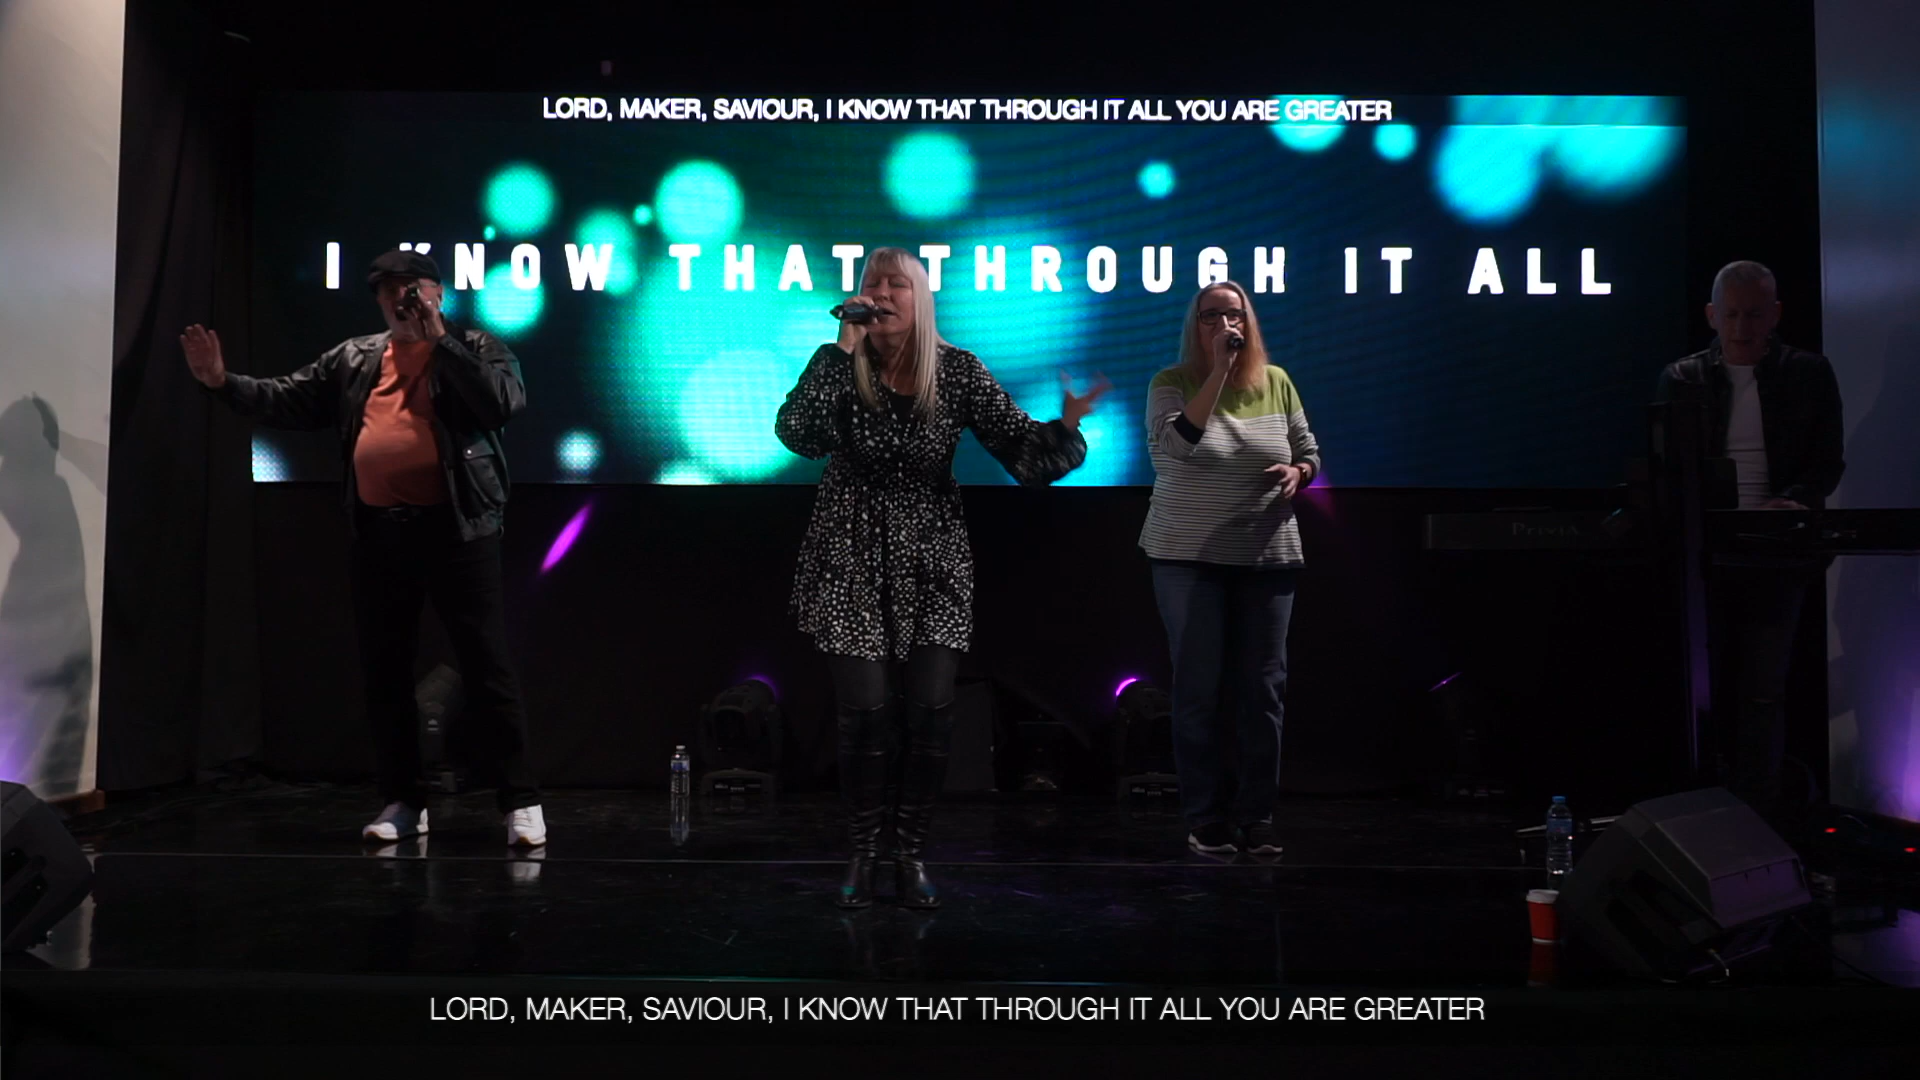 LORD, MAKER, SAVIOUR, I KNOW THAT THROUGH IT ALL YOU ARE GREATER
I KNOW THAT THROUGH IT ALL
PriviA
LORD, MAKER, SAVIOUR, I KNOW THAT THROUGH IT ALL YOU ARE GREATER